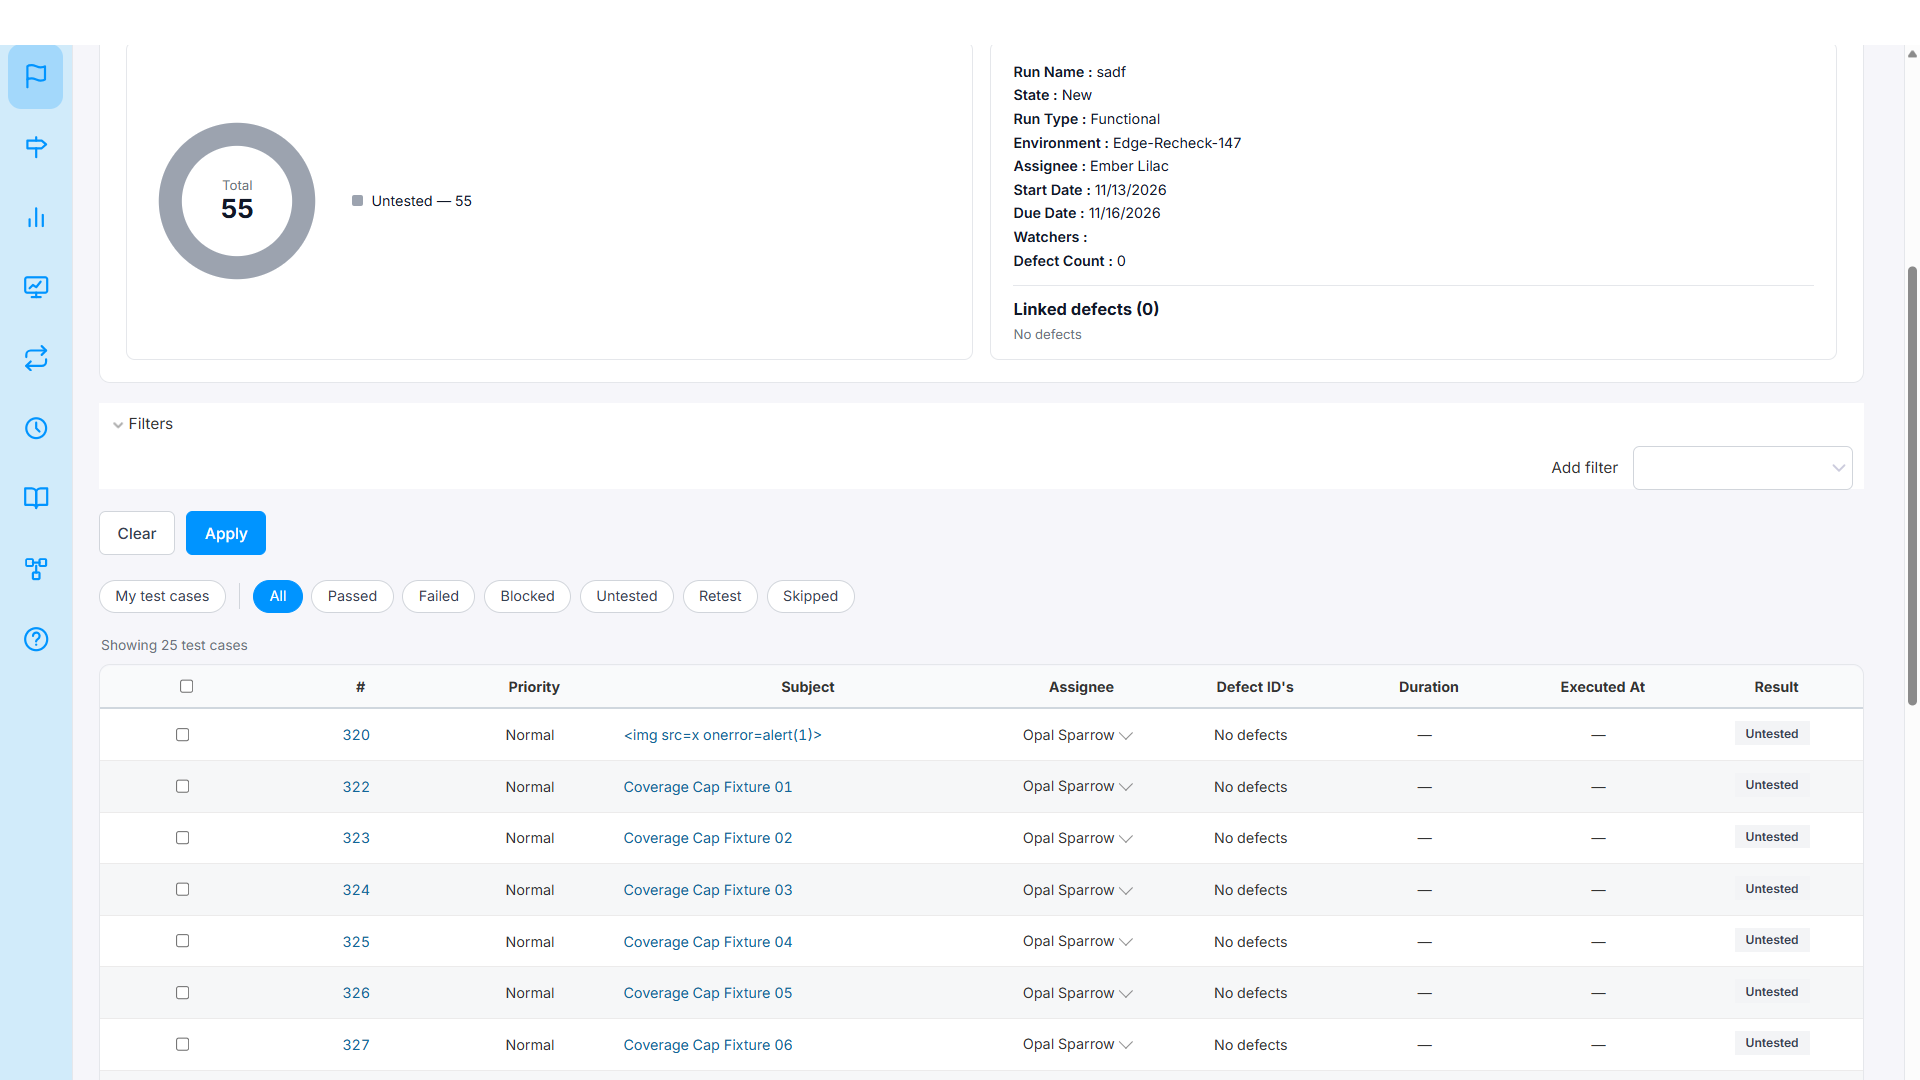 Total
55
Untested — 55
Run Name : sadf
State : New
Run Type : Functional
Environment : Edge-Recheck-147
Assignee : Ember Lilac
Start Date : 11/13/2026
Due Date : 11/16/2026
Watchers :
Defect Count : 0
Linked defects (0)
No defects
Filters
Add filter
Clear
Apply
My test cases
All
Passed
Failed
Blocked
Untested
Retest
Skipped
Showing 25 test cases
# Priority Subject Assignee Defect ID's Duration Executed At Result
320 Normal <img src=x onerror=alert(1)> Opal Sparrow No defects — — Untested
322 Normal Coverage Cap Fixture 01 Opal Sparrow No defects — — Untested
323 Normal Coverage Cap Fixture 02 Opal Sparrow No defects — — Untested
324 Normal Coverage Cap Fixture 03 Opal Sparrow No defects — — Untested
325 Normal Coverage Cap Fixture 04 Opal Sparrow No defects — — Untested
326 Normal Coverage Cap Fixture 05 Opal Sparrow No defects — — Untested
327 Normal Coverage Cap Fixture 06 Opal Sparrow No defects — — Untested